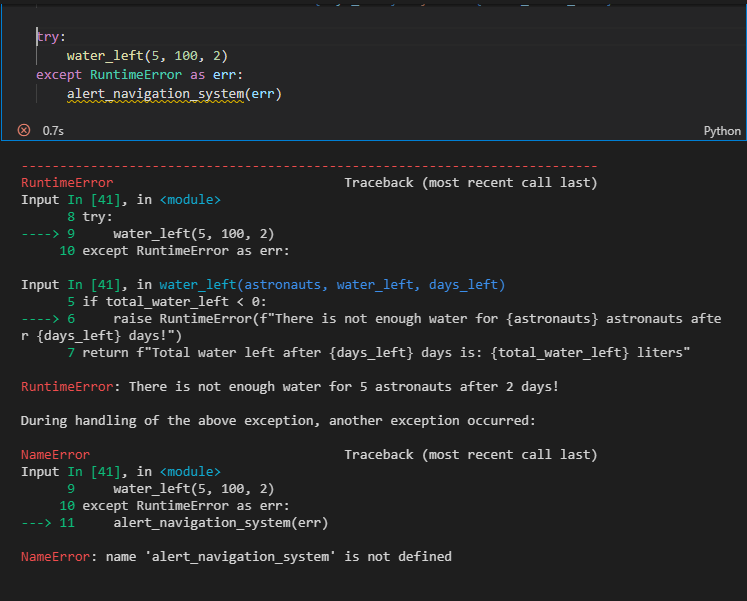 try:
    water_left(5, 100, 2)
except RuntimeError as err:
    alert_navigation_system(err)
0.7s
Python
---------------------------------------------------------------------------
RuntimeError                              Traceback (most recent call last)
Input In [41], in <module>
      8 try:
----> 9     water_left(5, 100, 2)
     10 except RuntimeError as err:
Input In [41], in water_left(astronauts, water_left, days_left)
      5 if total_water_left < 0:
----> 6     raise RuntimeError(f"There is not enough water for {astronauts} astronauts afte
r {days_left} days!")
      7 return f"Total water left after {days_left} days is: {total_water_left} liters"
RuntimeError: There is not enough water for 5 astronauts after 2 days!
During handling of the above exception, another exception occurred:
NameError                                 Traceback (most recent call last)
Input In [41], in <module>
      9     water_left(5, 100, 2)
     10 except RuntimeError as err:
---> 11     alert_navigation_system(err)
NameError: name 'alert_navigation_system' is not defined